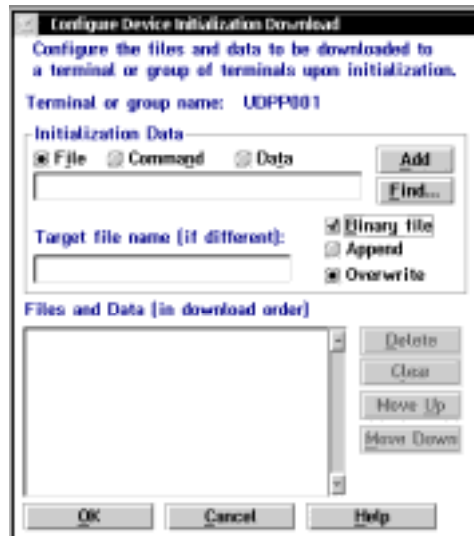 Configure Device Initialization Download
Configure the files and data to be downloaded to
a terminal or group of terminals upon initialization.
Terminal or group name: UDPP001
Initialization Data
File Command Data Add
Find...
Binary file
Target file name (if different): Append
Overwrite
Files and Data (in download order)
Delete
Clear
Move Up
Move Down
OK Cancel Help